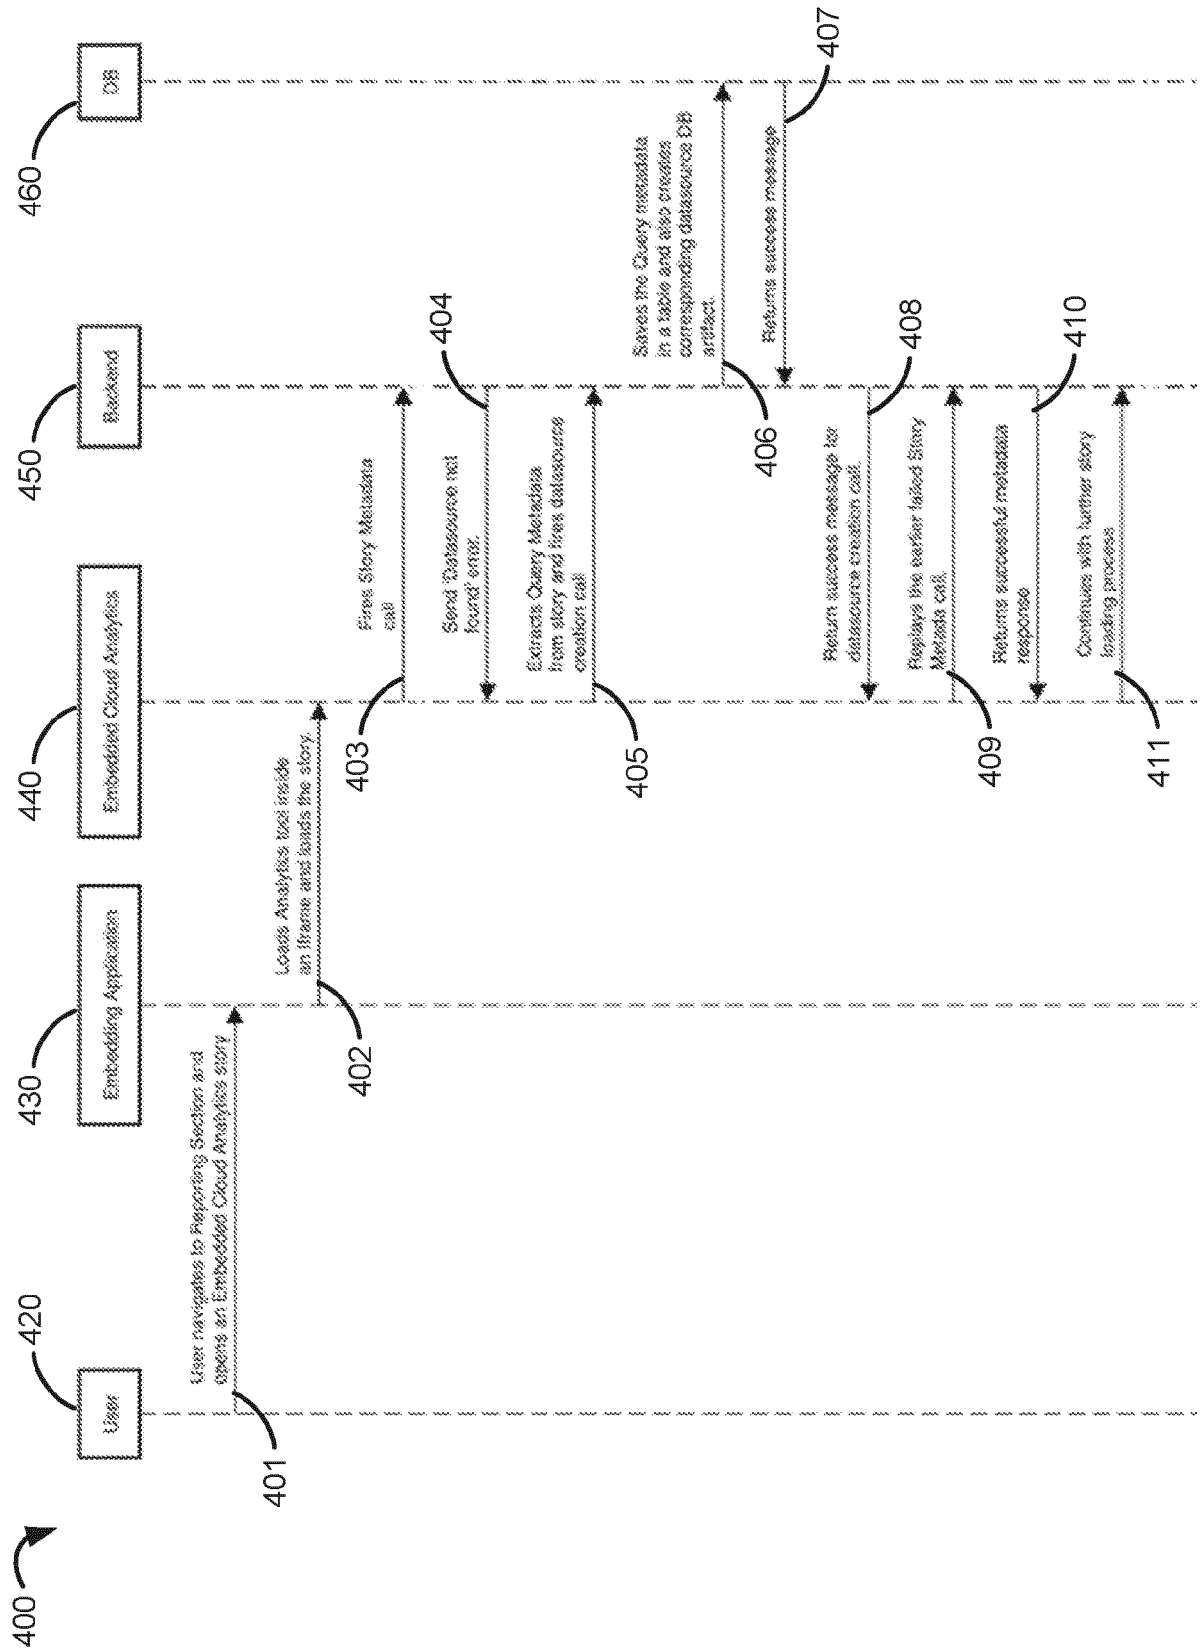 400
420
430
440
450
460
User
Embedding Application
Embedded Cloud Analytics
Backend
DB
User navigates to Reporting Section and
opens an Embedded Cloud Analytics story
401
Loads Analytics tool inside
an iframe and loads the story.
402
Fires Story Metadata
call
403
Send 'Datasource not
found' error.
404
Extracts Query Metadata
from story and fires datasource
creation call
405
Saves the Query metadata
in a table and also creates
corresponding datasource DB
artifact.
406
Returns success message
407
Return success message for
datasource creation call.
408
Replays the earlier failed Story
Metada call.
409
Returns successful metadata
response
410
Continues with further story
loading process
411